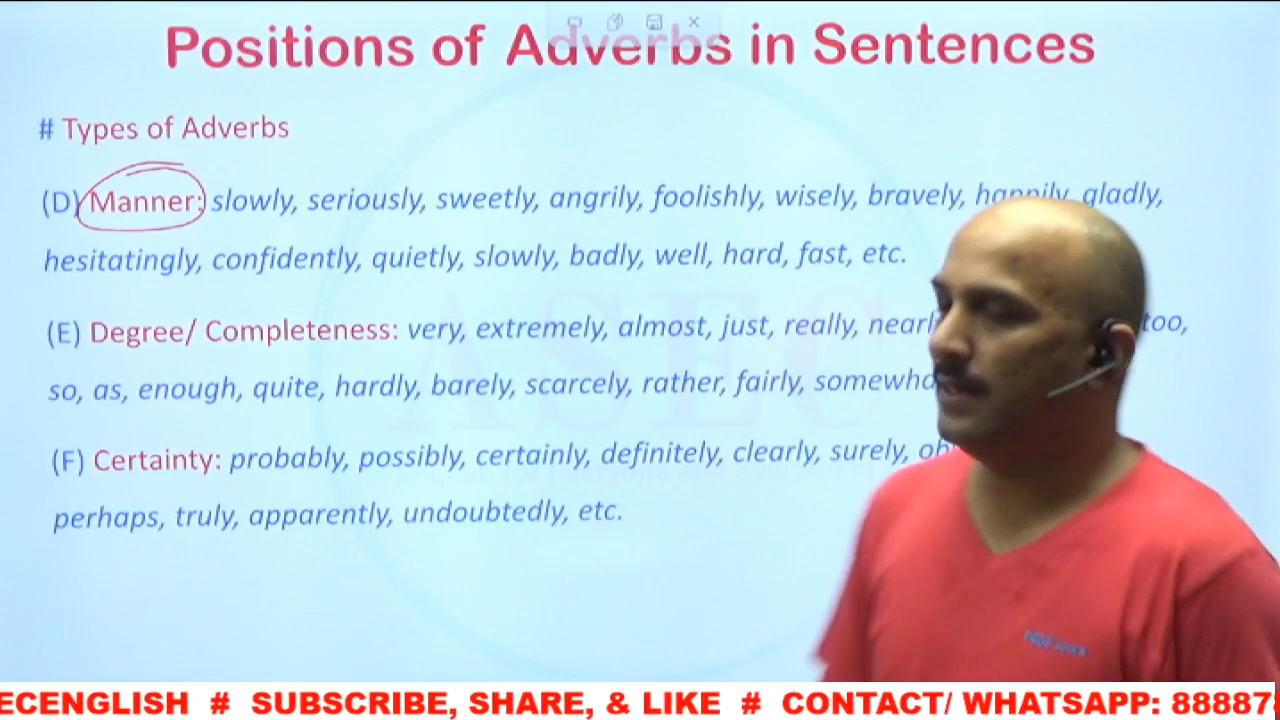 Positions of Adverbs in Sentences
# Types of Adverbs
(D) Manner: slowly, seriously, sweetly, angrily, foolishly, wisely, bravely, happily, gladly,
hesitatingly, confidently, quietly, slowly, badly, well, hard, fast, etc.
(E) Degree/ Completeness: very, extremely, almost, just, really, too,
so, as, enough, quite, hardly, barely, scarcely, rather, fairly,
(F) Certainty: probably, possibly, certainly, definitely, clearly, surely,
perhaps, truly, apparently, undoubtedly, etc.
ASEC
ECENGLISH # SUBSCRIBE, SHARE, & LIKE # CONTACT/ WHATSAPP: 88887